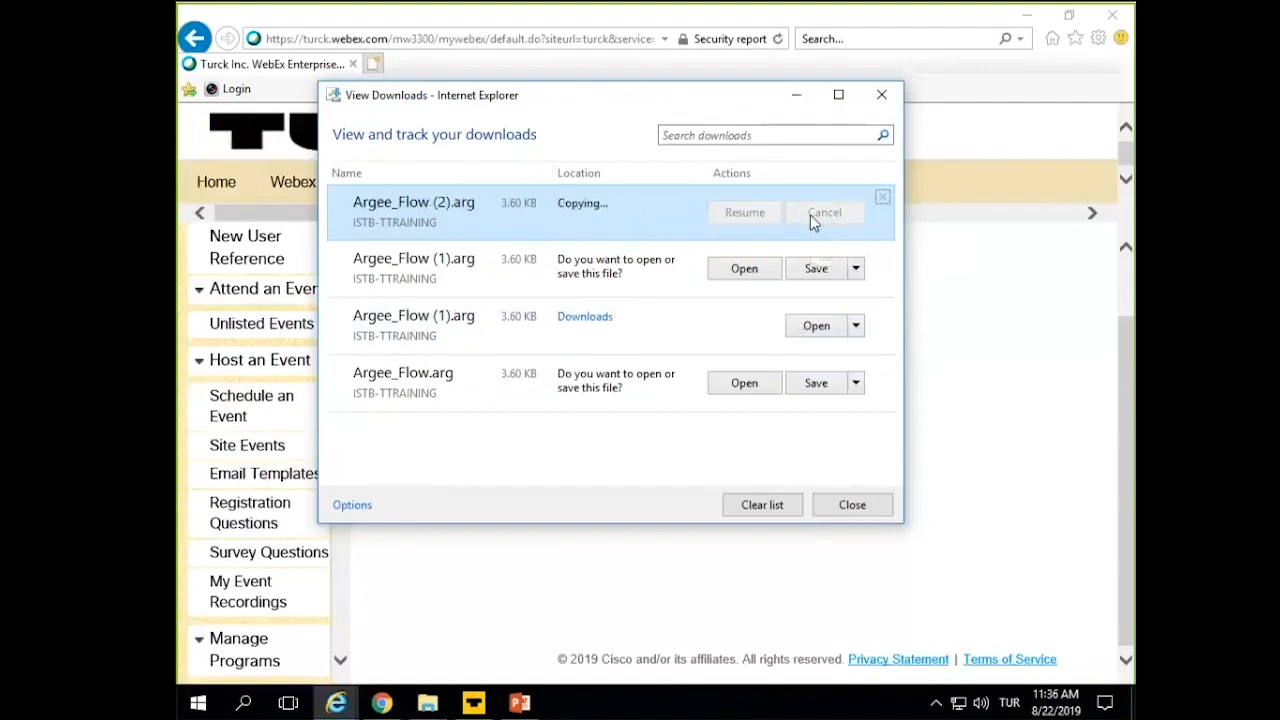 https://turck.webex.com/mw3300/mywebex/default.do?siteurl=turck&service:
Security report
Search...
Turck Inc. WebEx Enterprise...
Login
View Downloads - Internet Explorer
View and track your downloads
Search downloads
Name Location Actions
Argee_Flow (2).arg 3.60 KB Copying... Resume Cancel
ISTB-TTRAINING
Argee_Flow (1).arg 3.60 KB Do you want to open or
save this file? Open Save
ISTB-TTRAINING
Argee_Flow (1).arg 3.60 KB Downloads Open
ISTB-TTRAINING
Argee_Flow.arg 3.60 KB Do you want to open or
save this file? Open Save
ISTB-TTRAINING
Options Clear list Close
Home Webex
New User
Reference
Attend an Ever
Unlisted Events
Host an Event
Schedule an
Event
Site Events
Email Templates
Registration
Questions
Survey Questions
My Event
Recordings
Manage
Programs
© 2019 Cisco and/or its affiliates. All rights reserved. Privacy Statement | Terms of Service
TUR
11:36 AM
8/22/2019